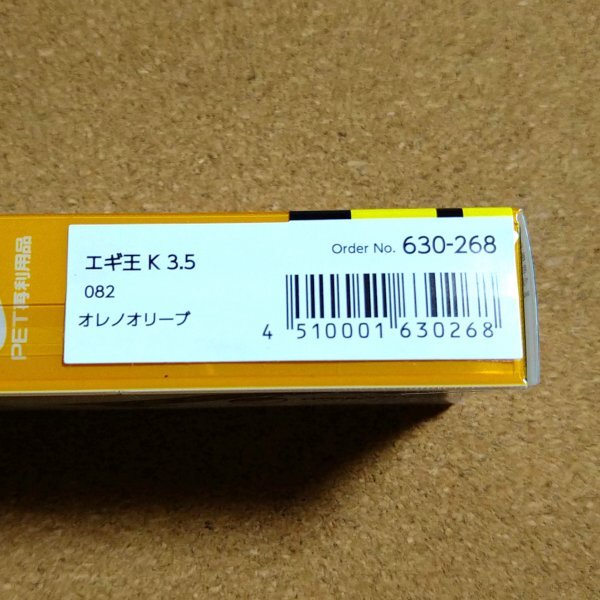 エギ王 K 3.5
082
オレノオリーブ
Order No. 630-268
4 510001 630268
PET再利用品